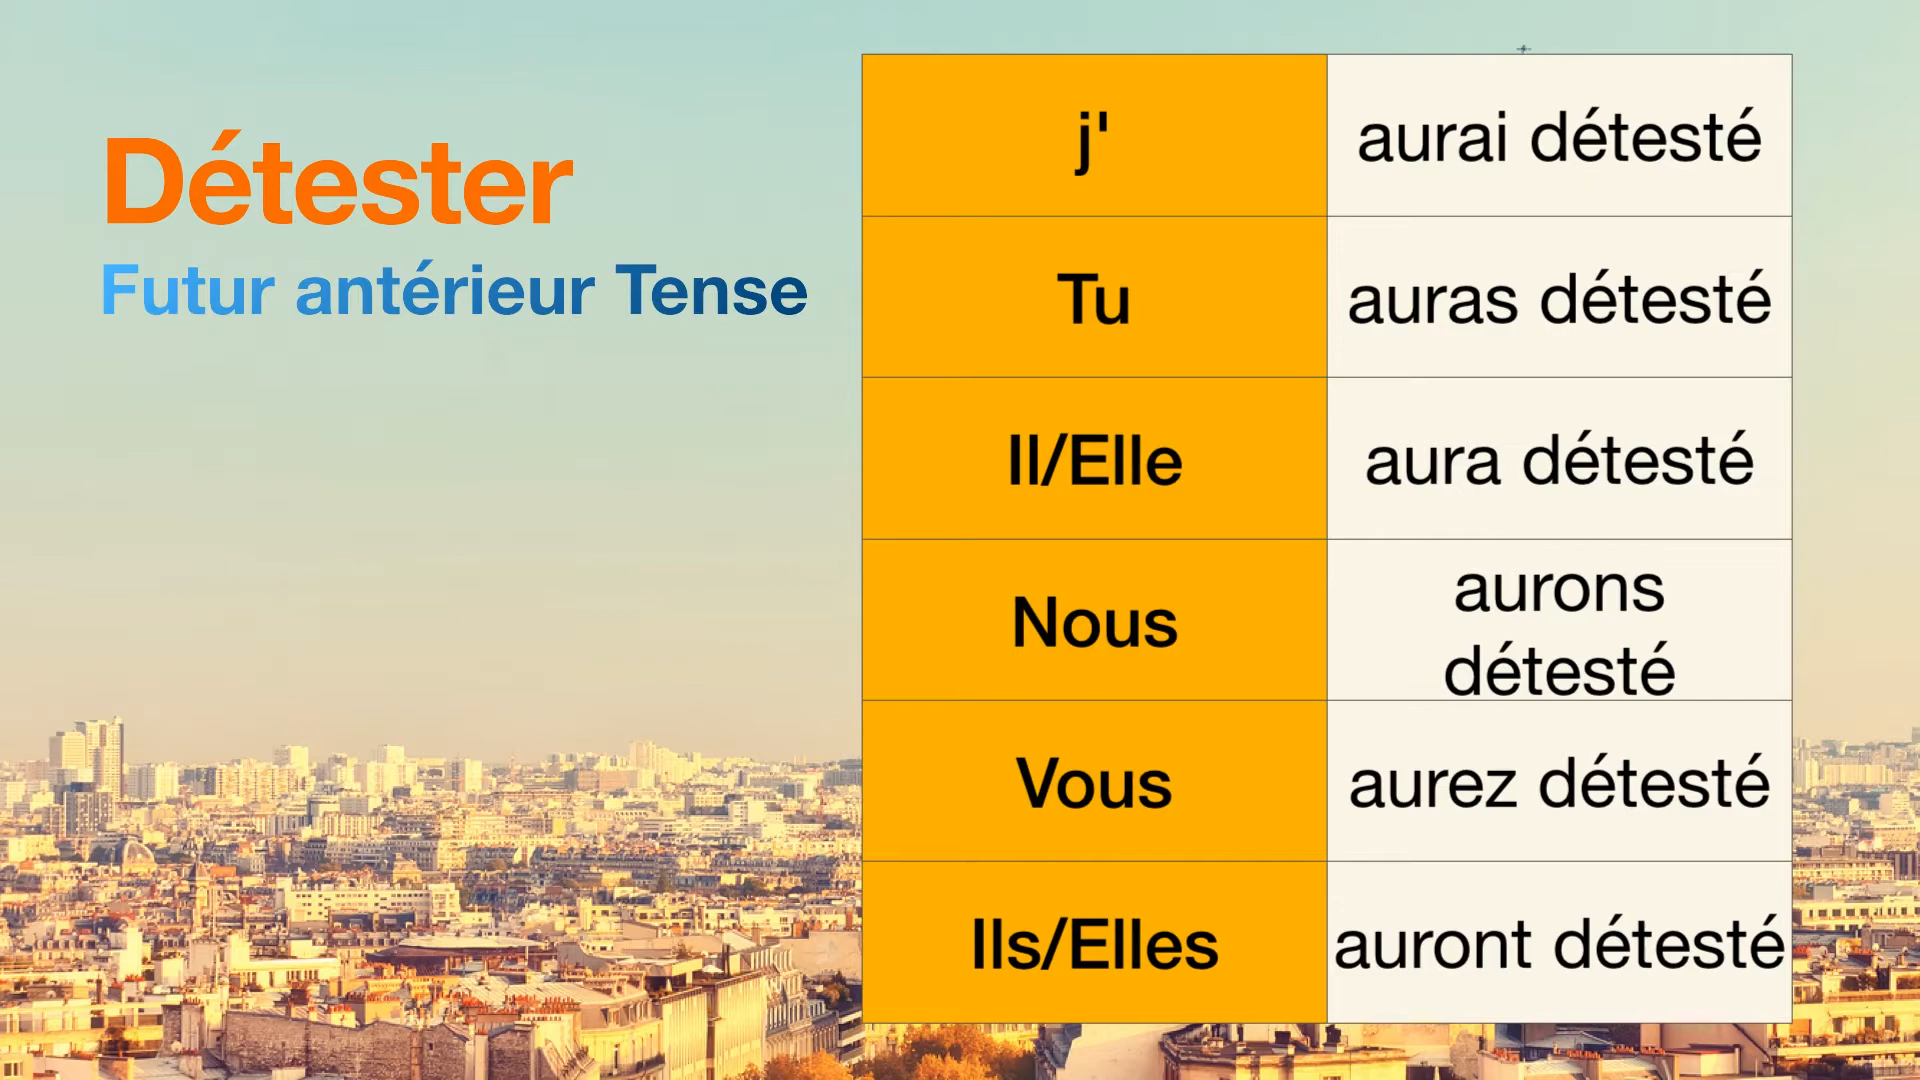 Détester
Futur antérieur Tense
j' aurai détesté
Tu auras détesté
Il/Elle aura détesté
Nous aurons
détesté
Vous aurez détesté
Ils/Elles auront détesté